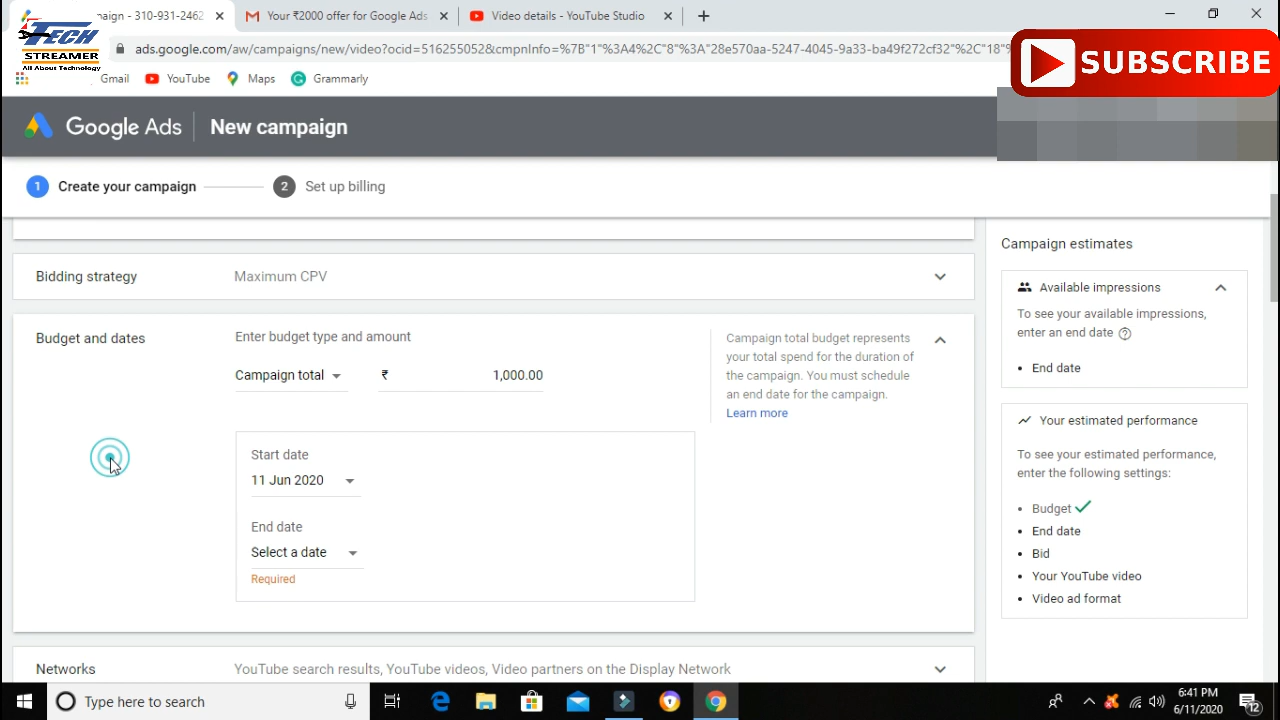 paign - 310-931-2462
Your ₹2000 offer for Google Ads
Video details - YouTube Studio
TECH
STREAMER
All About Technology
ads.google.com/aw/campaigns/new/video?ocid=516255052&cmpnInfo=%7B"1"%3A4%2C"8"%3A"28e370ba-52f7-4045-9a33-ba49f272cf32"%2C"18"9
SUBSCRIBE
Gmail
YouTube
Maps
Grammarly
Google Ads
New campaign
1 Create your campaign
2 Set up billing
Campaign estimates
Bidding strategy
Maximum CPV
Available impressions
To see your available impressions,
enter an end date
• End date
Budget and dates
Enter budget type and amount
Campaign total
₹ 1,000.00
Campaign total budget represents
your total spend for the duration of
the campaign. You must schedule
an end date for the campaign.
Learn more
Your estimated performance
To see your estimated performance,
enter the following settings:
• Budget
• End date
• Bid
• Your YouTube video
• Video ad format
Start date
11 Jun 2020
End date
Select a date
Required
Networks
YouTube search results, YouTube videos, Video partners on the Display Network
Type here to search
6:41 PM
6/11/2020
12